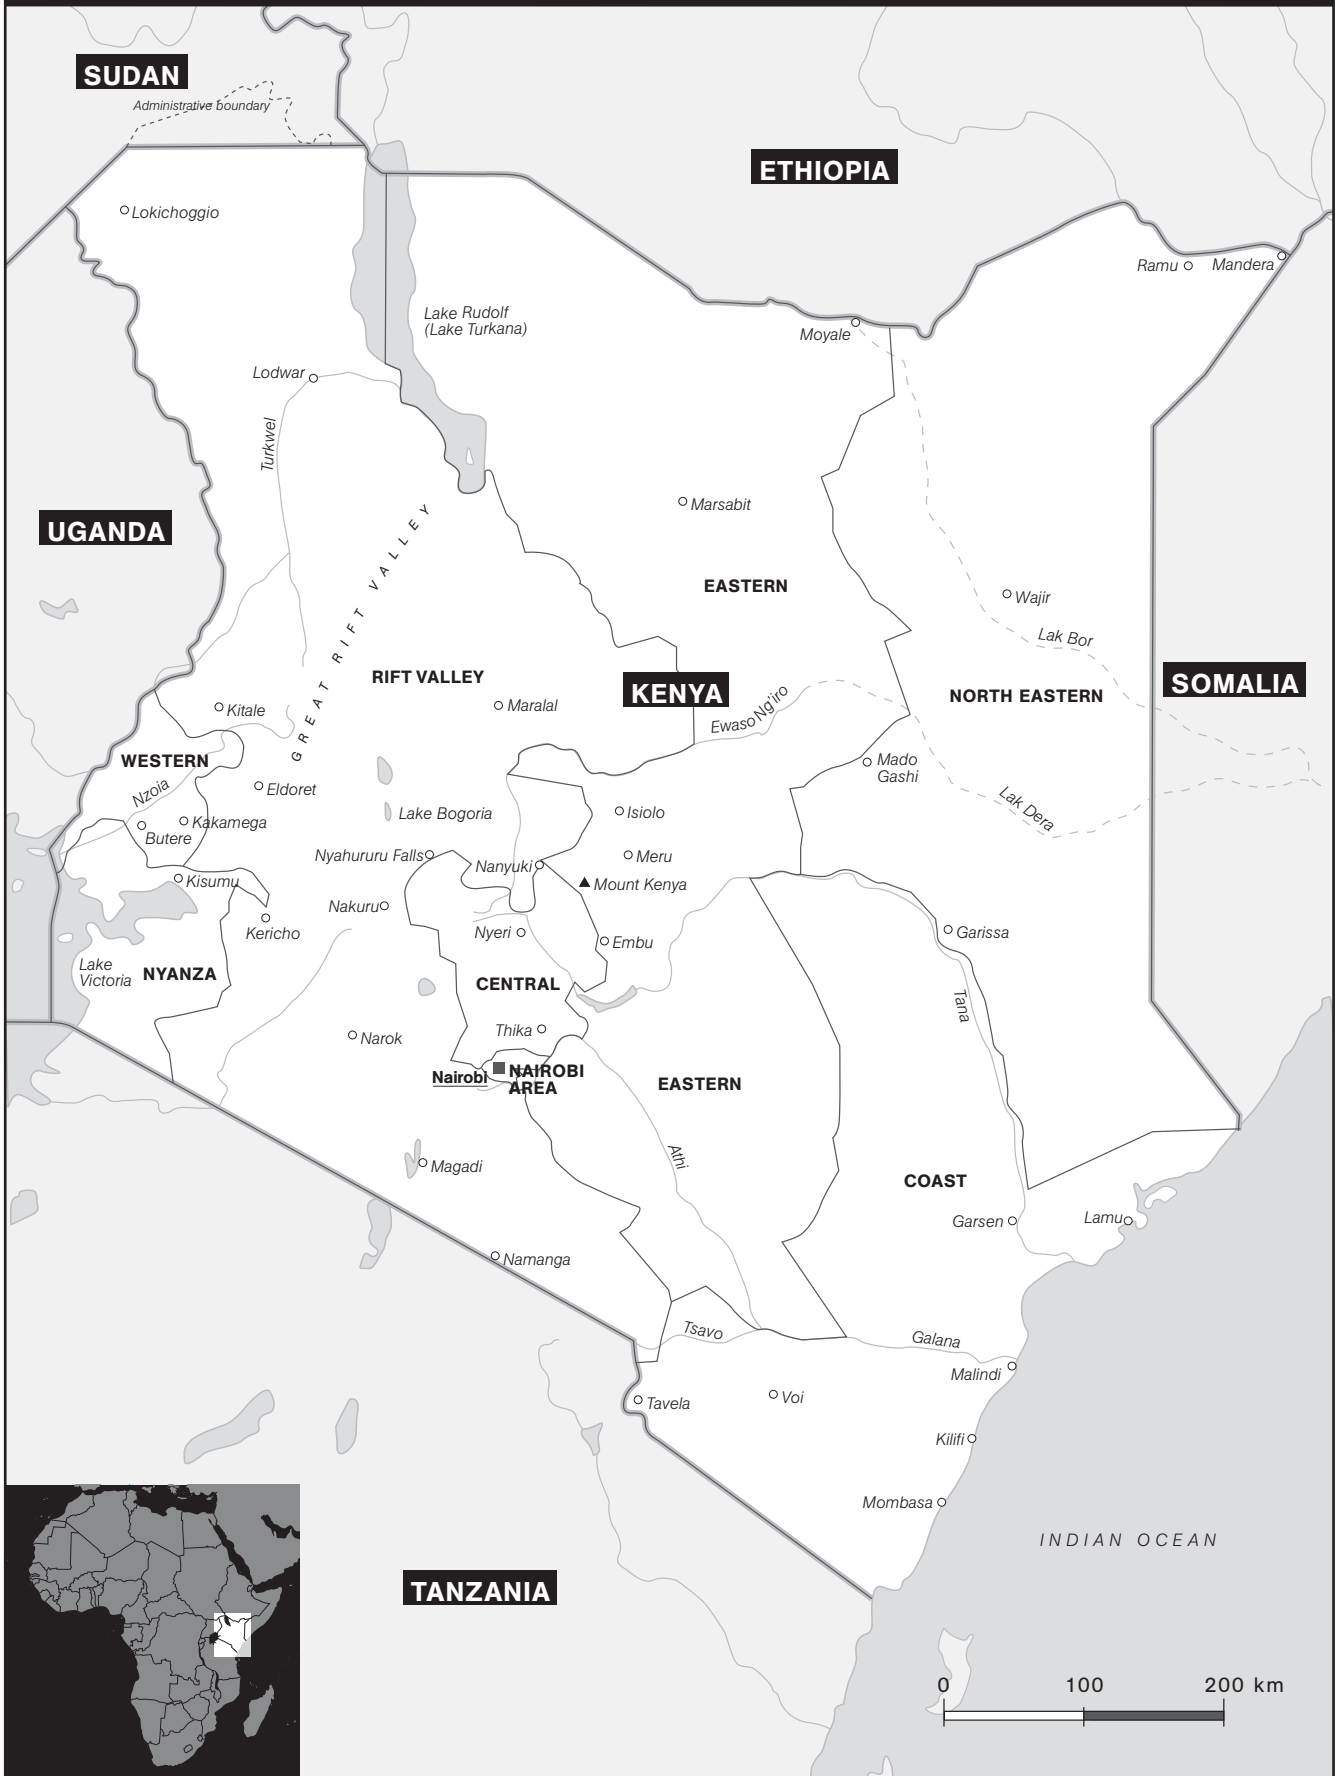 SUDAN
Administrative boundary
ETHIOPIA
Lokichoggio
Ramu
Mandera
Lake Rudolf
(Lake Turkana)
Moyale
Lodwar
Turkwel
Marsabit
UGANDA
GREAT RIFT VALLEY
EASTERN
Wajir
Lak Bor
RIFT VALLEY
KENYA
SOMALIA
NORTH EASTERN
Ewaso Ng'iro
Kitale
Maralal
WESTERN
Mado
Gashi
Nzoia
Eldoret
Lake Bogoria
Isiolo
Lak Dera
Kakamega
Butere
Nyahururu Falls
Nanyuki
Meru
Mount Kenya
Kisumu
Nakuru
Kericho
Nyeri
Embu
Garissa
Lake
Victoria
NYANZA
CENTRAL
Tana
Thika
Narok
Nairobi
NAIROBI
AREA
EASTERN
Athi
Magadi
COAST
Garsen
Lamu
Namanga
Tsavo
Galana
Malindi
Tavela
Voi
Kilifi
Mombasa
INDIAN OCEAN
TANZANIA
0 100 200 km